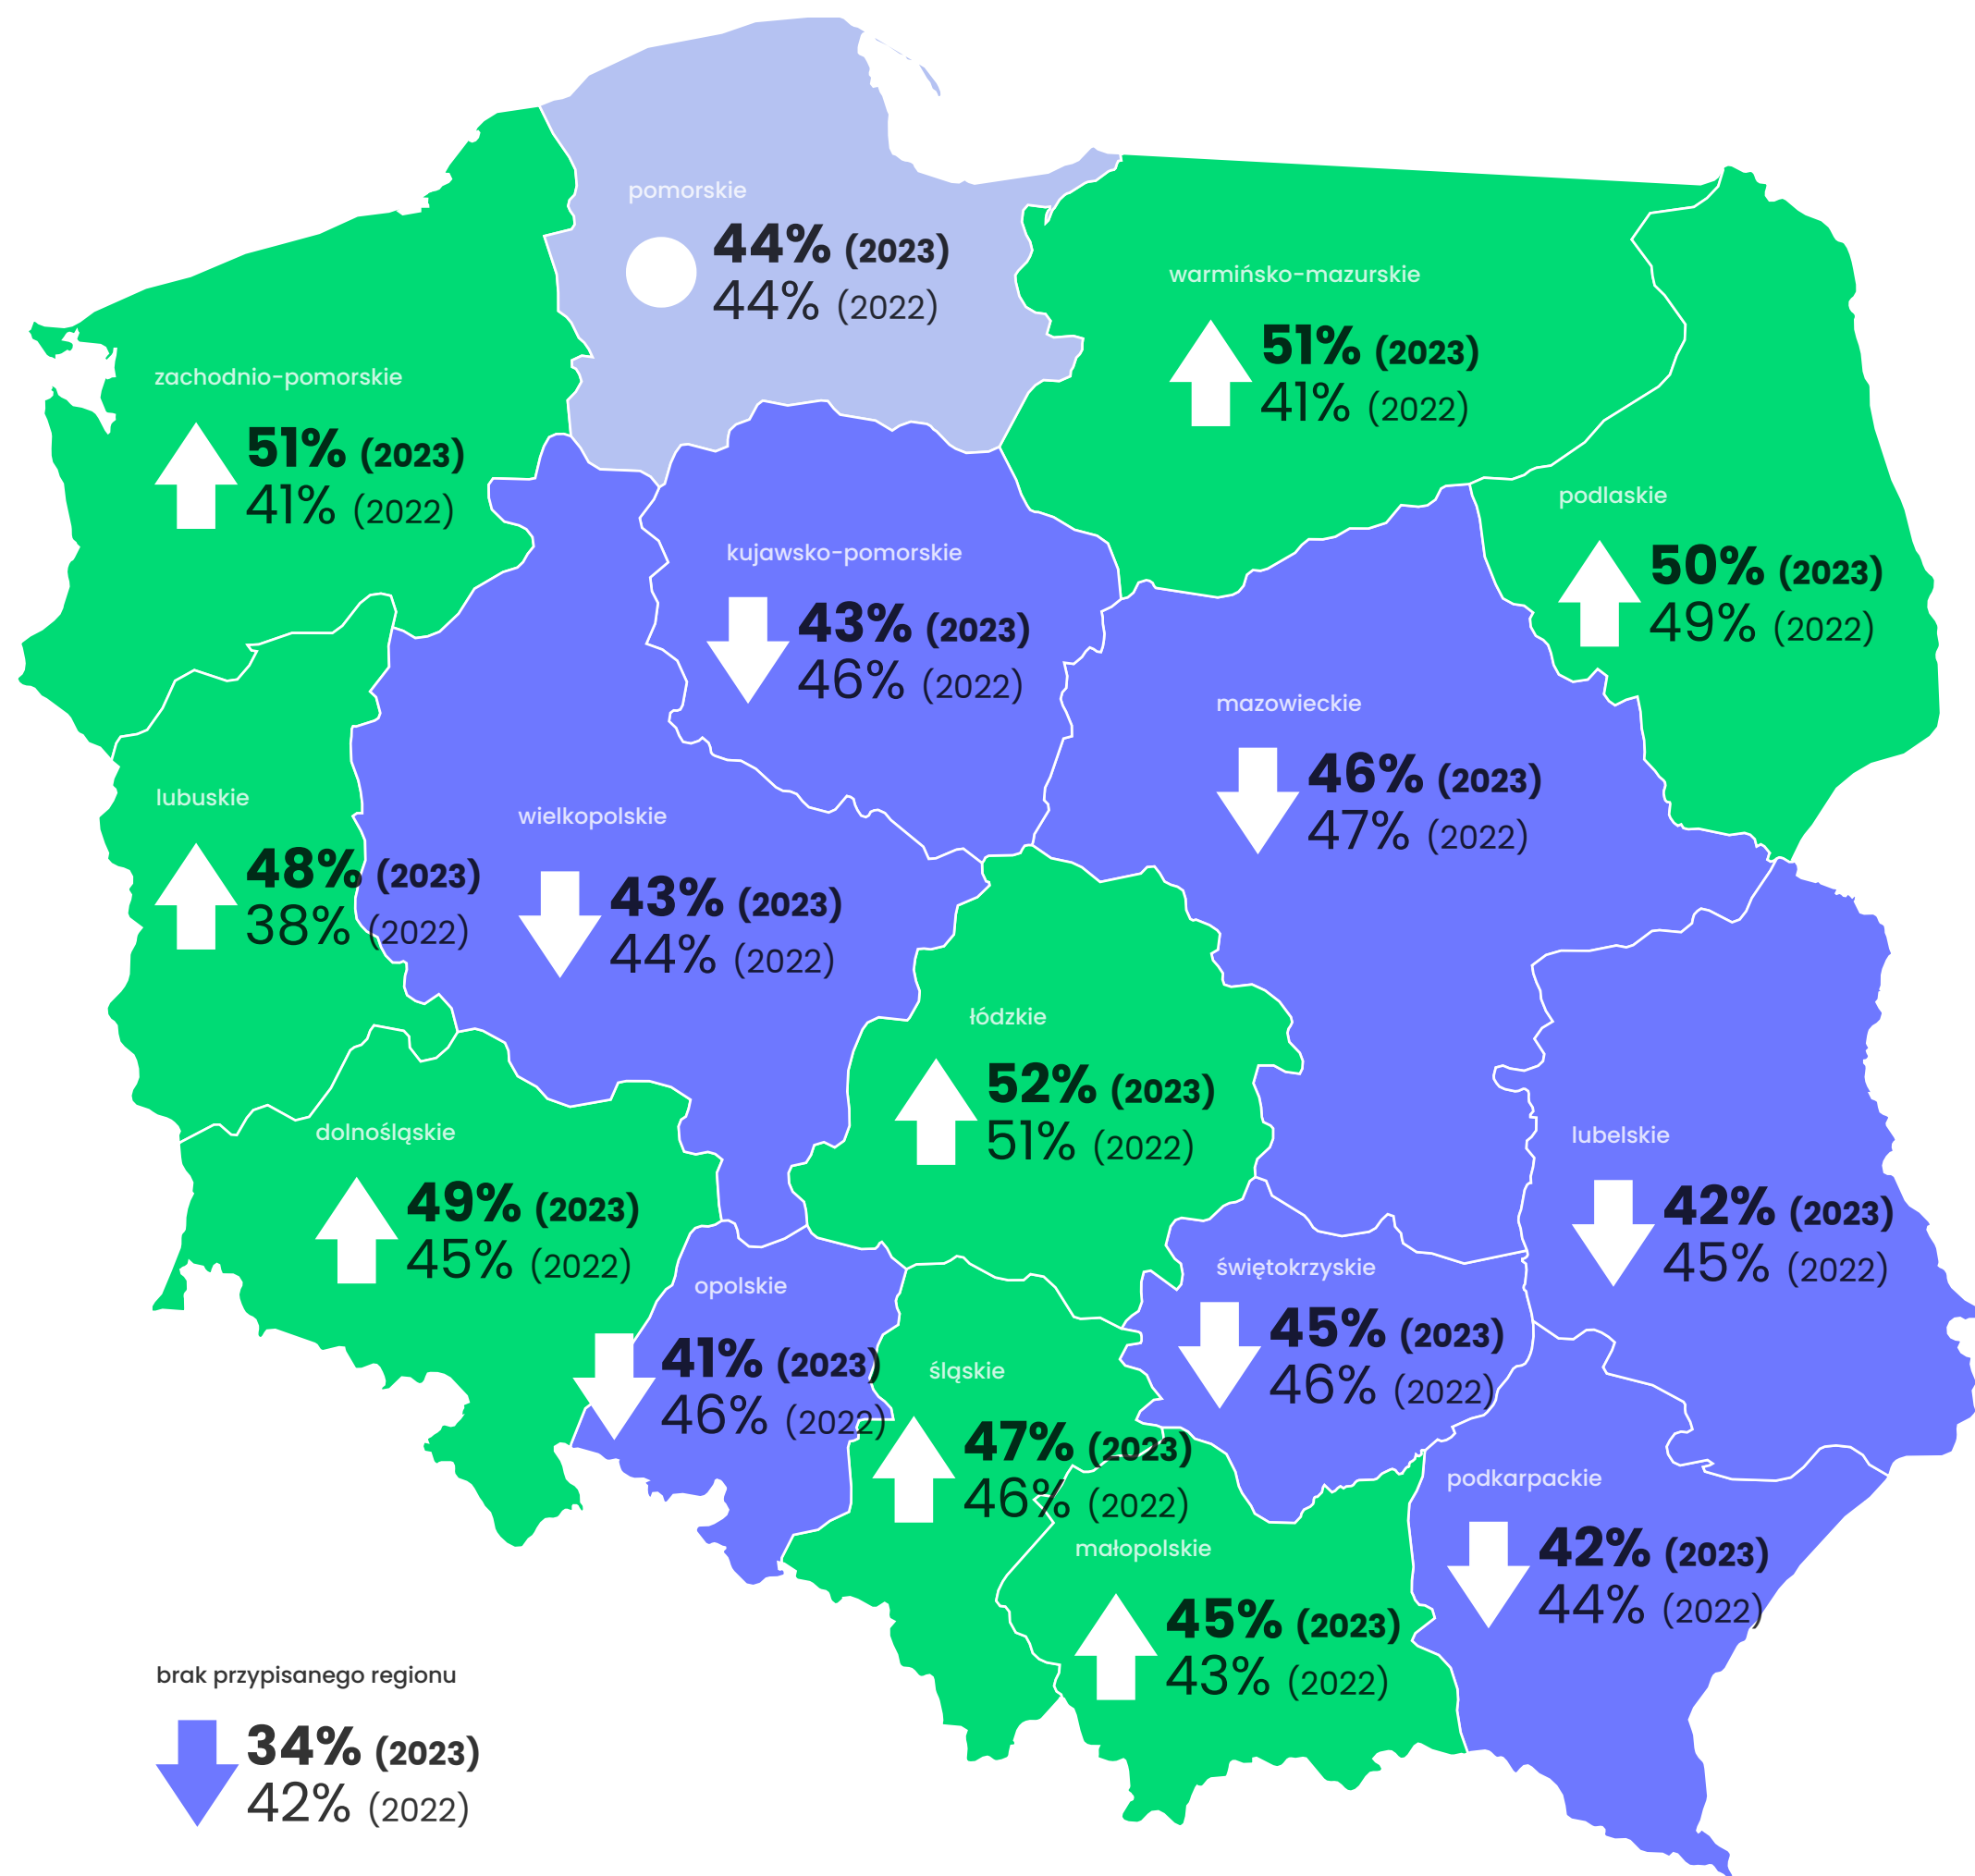 pomorskie
44% (2023)
44% (2022)
warmińsko-mazurskie
51% (2023)
41% (2022)
zachodnio-pomorskie
51% (2023)
41% (2022)
podlaskie
50% (2023)
49% (2022)
kujawsko-pomorskie
43% (2023)
46% (2022)
mazowieckie
46% (2023)
47% (2022)
lubuskie
48% (2023)
38% (2022)
wielkopolskie
43% (2023)
44% (2022)
łódzkie
52% (2023)
51% (2022)
dolnośląskie
49% (2023)
45% (2022)
lubelskie
42% (2023)
45% (2022)
opolskie
41% (2023)
46% (2022)
świętokrzyskie
45% (2023)
46% (2022)
śląskie
47% (2023)
46% (2022)
podkarpackie
42% (2023)
44% (2022)
małopolskie
45% (2023)
43% (2022)
brak przypisanego regionu
34% (2023)
42% (2022)